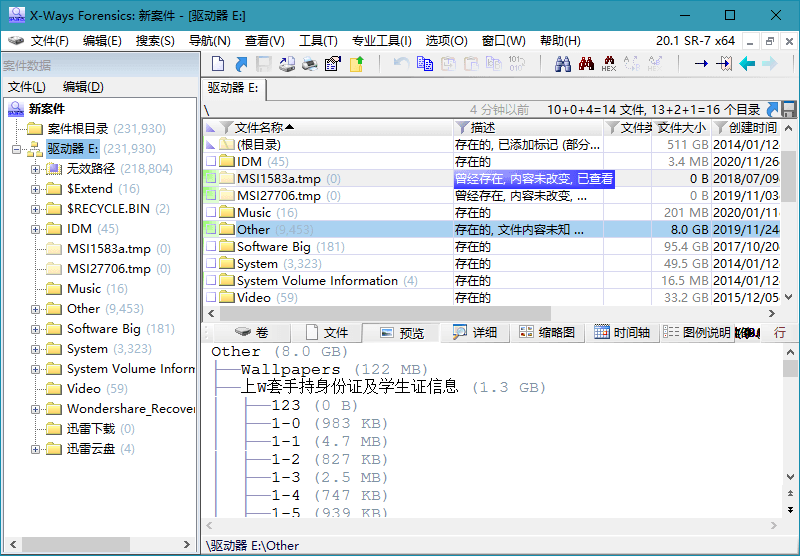 X-Ways Forensics: 新案件 - [驱动器 E:]
文件(F) 编辑(E) 搜索(S) 导航(N) 查看(V) 工具(T) 专业工具(I) 选项(O) 窗口(W) 帮助(H) 20.1 SR-7 x64
案件数据
文件(L) 编辑(D)
新案件
案件根目录 (231,930)
驱动器 E: (231,930)
无效路径 (218,804)
$Extend (16)
$RECYCLE.BIN (2)
IDM (45)
MSI1583a.tmp (0)
MSI27706.tmp (0)
Music (16)
Other (9,453)
Software Big (181)
System (3,323)
System Volume Inform
Video (59)
Wondershare_Recover
迅雷下载 (0)
迅雷云盘 (4)
驱动器 E:
\ 4 分钟以前 10+0+4=14 文件, 13+2+1=16 个目录
文件名称 描述 文件类 文件大小 创建时间
(根目录) 存在的, 已添加标记 (部分... 511 GB 2014/01/12
IDM (45) 存在的 3.4 MB 2020/11/26
MSI1583a.tmp (0) 曾经存在, 内容未改变, 已查看 0 B 2018/07/09
MSI27706.tmp (0) 曾经存在, 内容未改变, ... 0 B 2019/11/03
Music (16) 存在的 201 MB 2020/01/11
Other (9,453) 存在的, 文件内容未知 ... 8.0 GB 2019/11/24
Software Big (181) 存在的 95.4 GB 2017/10/20
System (3,323) 存在的 49.5 GB 2014/01/12
System Volume Information (4) 存在的 16.5 MB 2014/01/12
Video (59) 存在的 33.2 GB 2015/12/05
卷 文件 预览 详细 缩略图 时间轴 图例说明 行
Other (8.0 GB)
Wallpapers (122 MB)
上W套手持身份证及学生证信息 (1.3 GB)
123 (0 B)
1-0 (983 KB)
1-1 (4.7 MB)
1-2 (827 KB)
1-3 (2.5 MB)
1-4 (747 KB)
1-5 (939 KB)
\驱动器 E:\Other